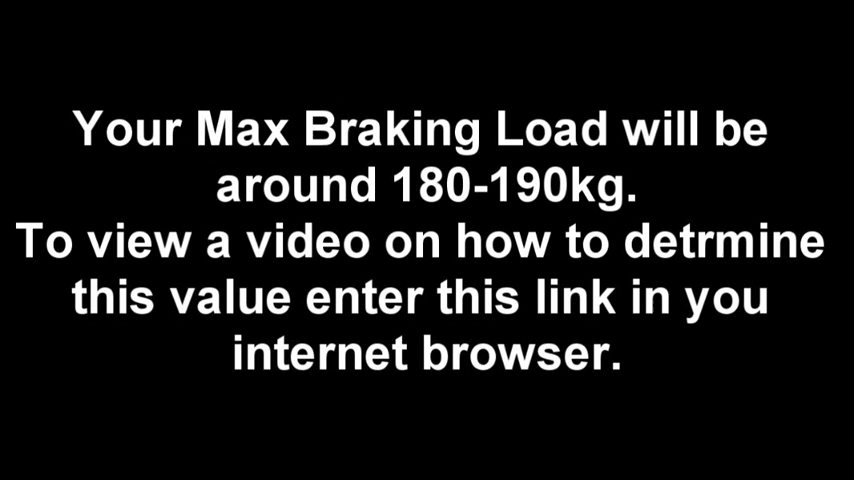 Your Max Braking Load will be
around 180-190kg.
To view a video on how to detrmine
this value enter this link in you
internet browser.